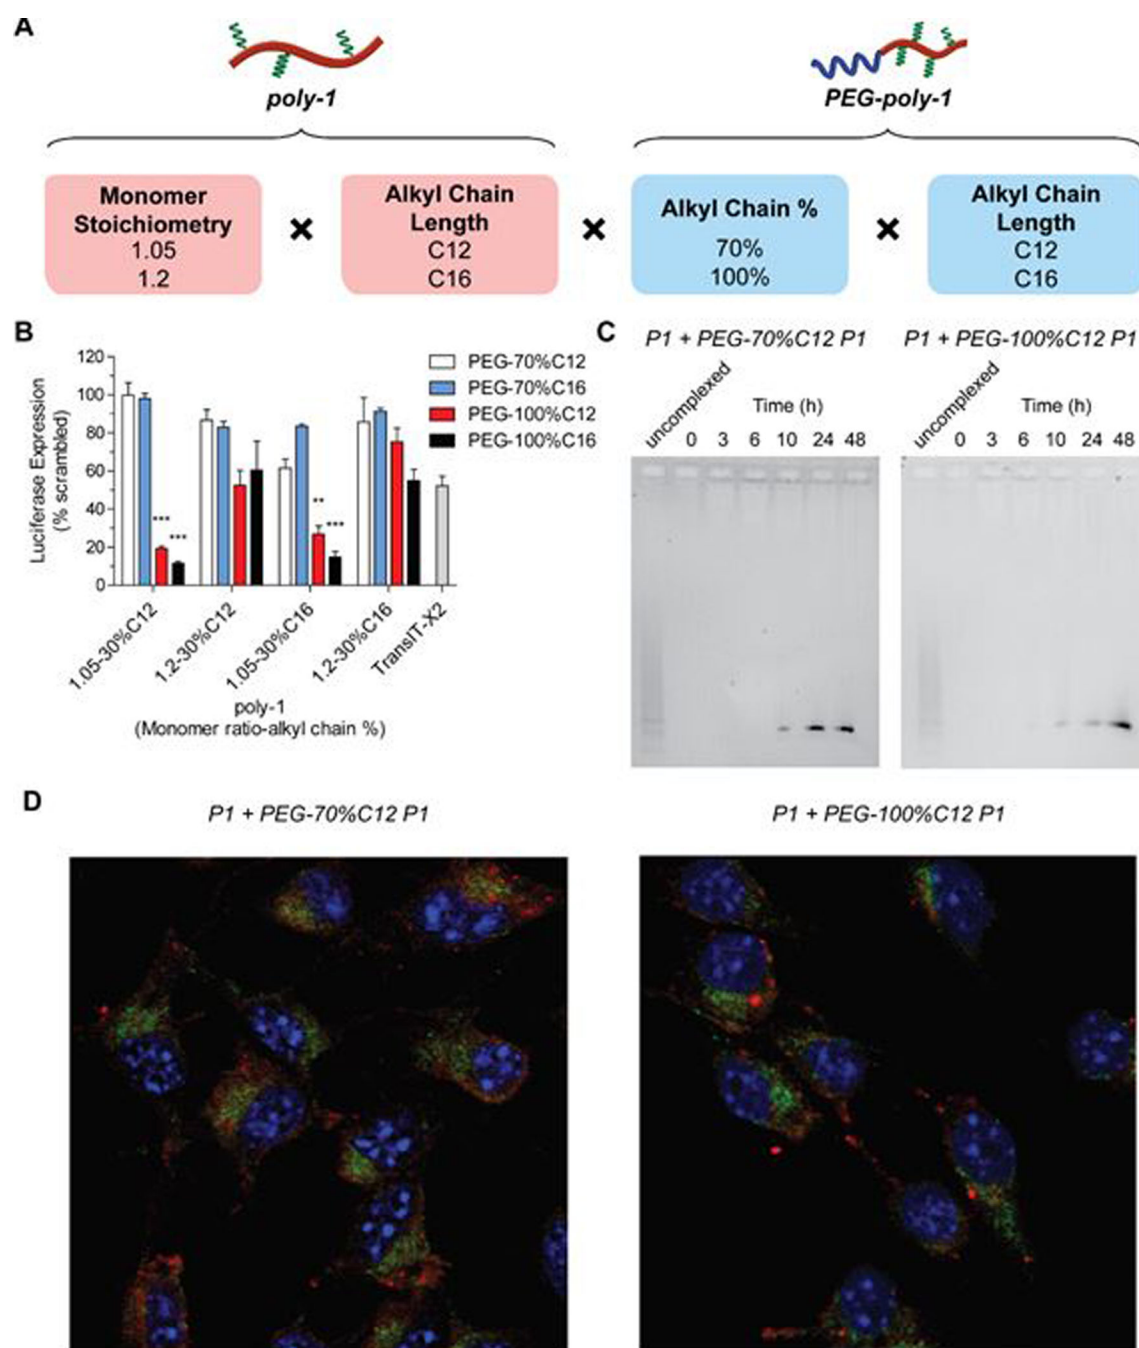 A
poly-1
PEG-poly-1
Monomer
Stoichiometry
1.05
1.2
×
Alkyl Chain
Length
C12
C16
×
Alkyl Chain %
70%
100%
×
Alkyl Chain
Length
C12
C16
B
Luciferase Expression
(% scrambled)
120
100
80
60
40
20
0
***
***
**
***
PEG-70%C12
PEG-70%C16
PEG-100%C12
PEG-100%C16
1.05-30%C12
1.2-30%C12
1.05-30%C16
1.2-30%C16
TransIT-X2
poly-1
(Monomer ratio-alkyl chain %)
C
P1 + PEG-70%C12 P1
uncomplexed
Time (h)
0 3 6 10 24 48
P1 + PEG-100%C12 P1
uncomplexed
Time (h)
0 3 6 10 24 48
D
P1 + PEG-70%C12 P1
P1 + PEG-100%C12 P1